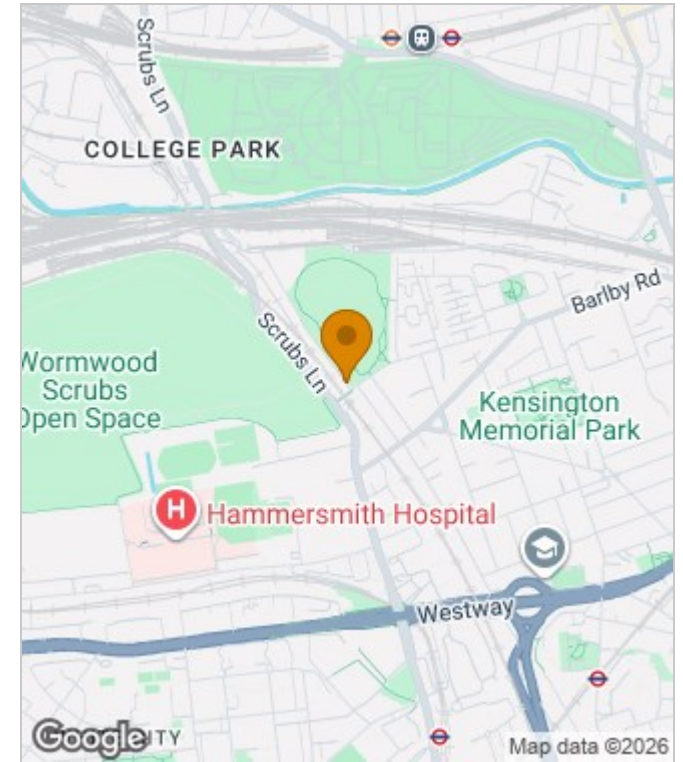 Scrubs Ln
COLLEGE PARK
Barlby Rd
Scrubs Ln
Wormwood
Scrubs
Open Space
Kensington
Memorial Park
H
Hammersmith Hospital
Westway
Google
ITY
Map data ©2026